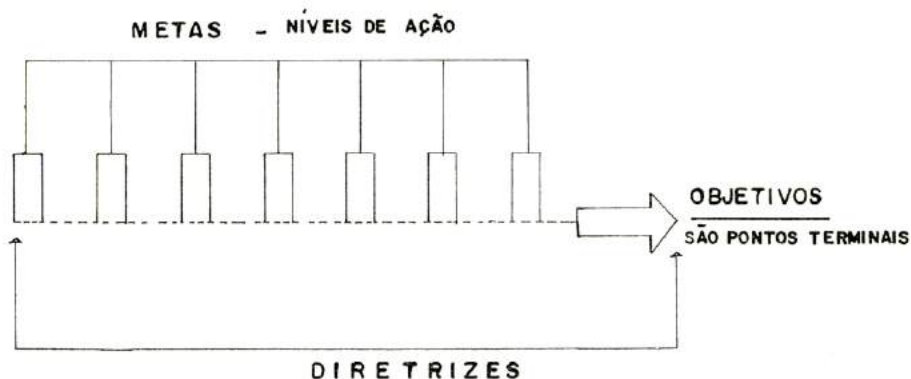 METAS - NÍVEIS DE AÇÃO
OBJETIVOS
SÃO PONTOS TERMINAIS
DIRETRIZES